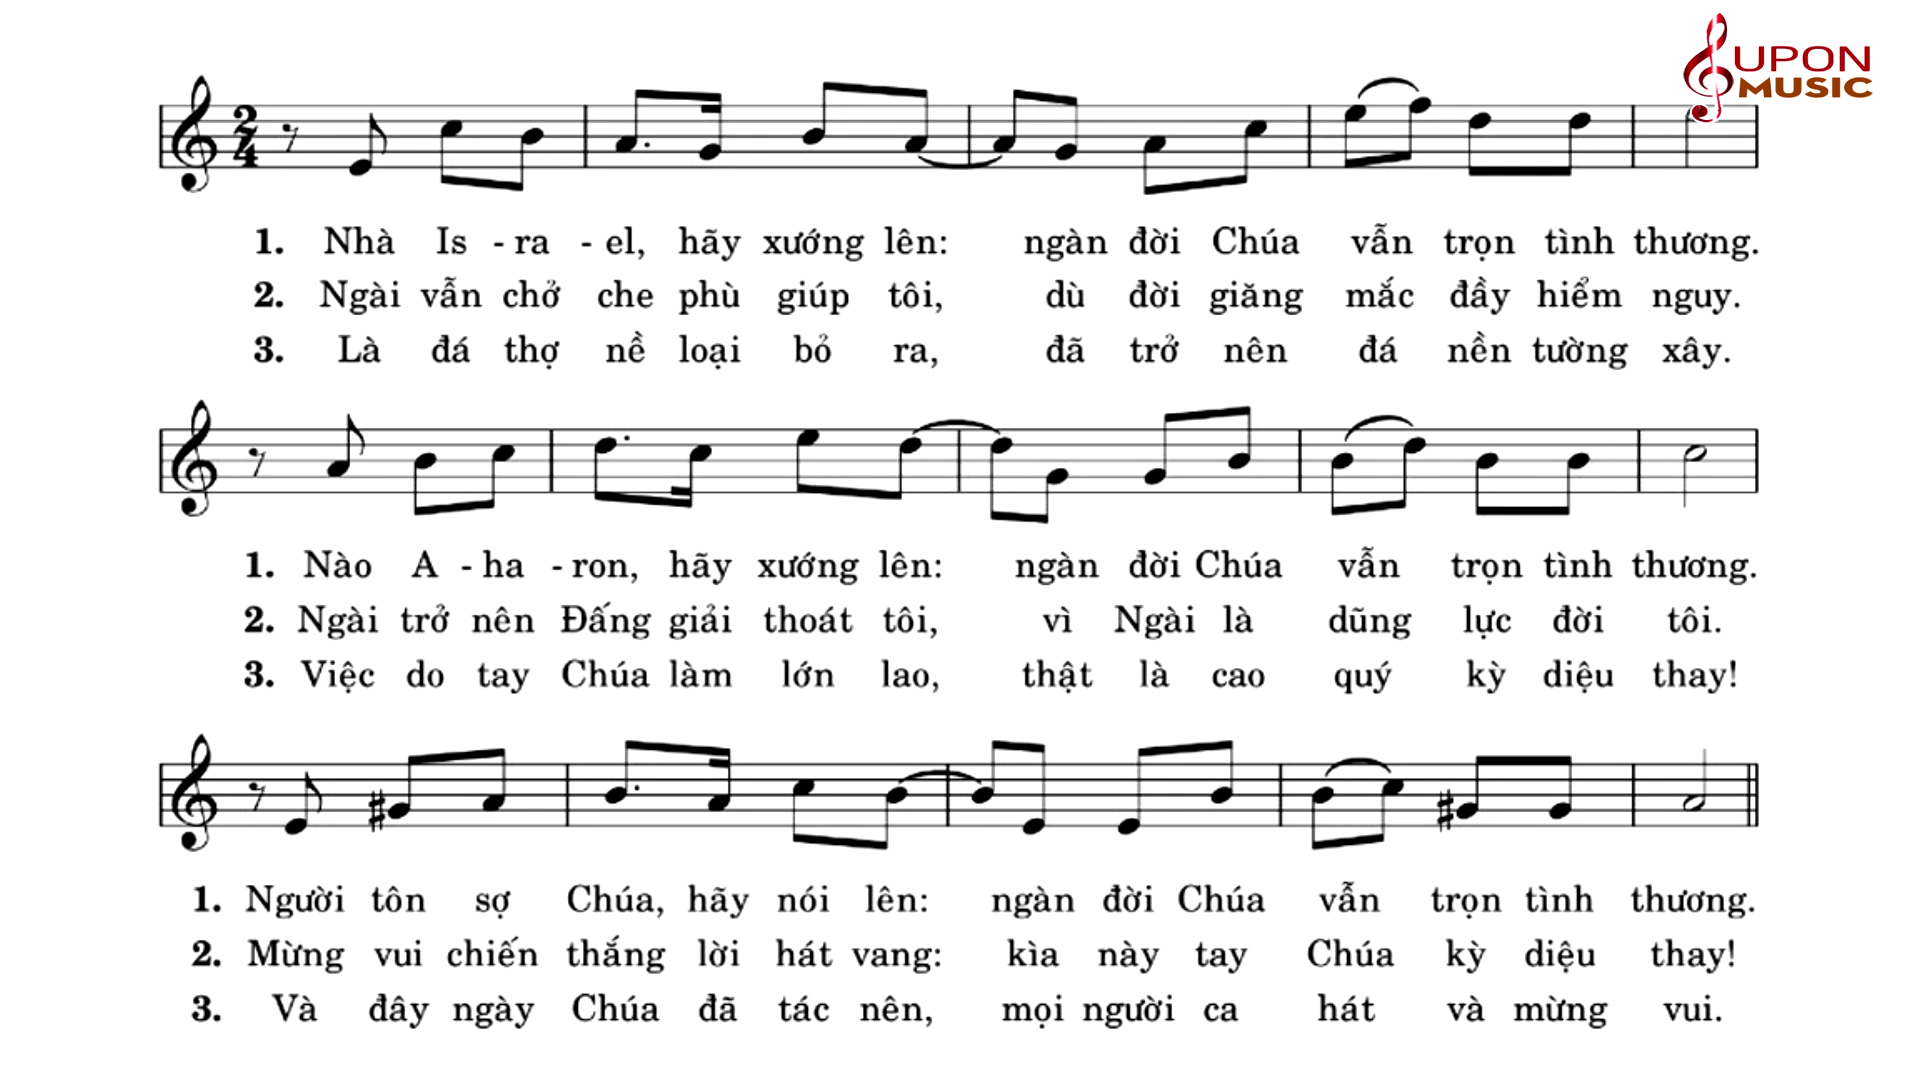 UPON
MUSIC
2
4
1. Nhà Is - ra - el, hãy xướng lên: ngàn đời Chúa vẫn trọn tình thương.
2. Ngài vẫn chở che phù giúp tôi, dù đời giăng mắc đầy hiểm nguy.
3. Là đá thợ nề loại bỏ ra, đã trở nên đá nền tường xây.
1. Nào A - ha - ron, hãy xướng lên: ngàn đời Chúa vẫn trọn tình thương.
2. Ngài trở nên Đấng giải thoát tôi, vì Ngài là dũng lực đời tôi.
3. Việc do tay Chúa làm lớn lao, thật là cao quý kỳ diệu thay!
1. Người tôn sợ Chúa, hãy nói lên: ngàn đời Chúa vẫn trọn tình thương.
2. Mừng vui chiến thắng lời hát vang: kìa này tay Chúa kỳ diệu thay!
3. Và đây ngày Chúa đã tác nên, mọi người ca hát và mừng vui.